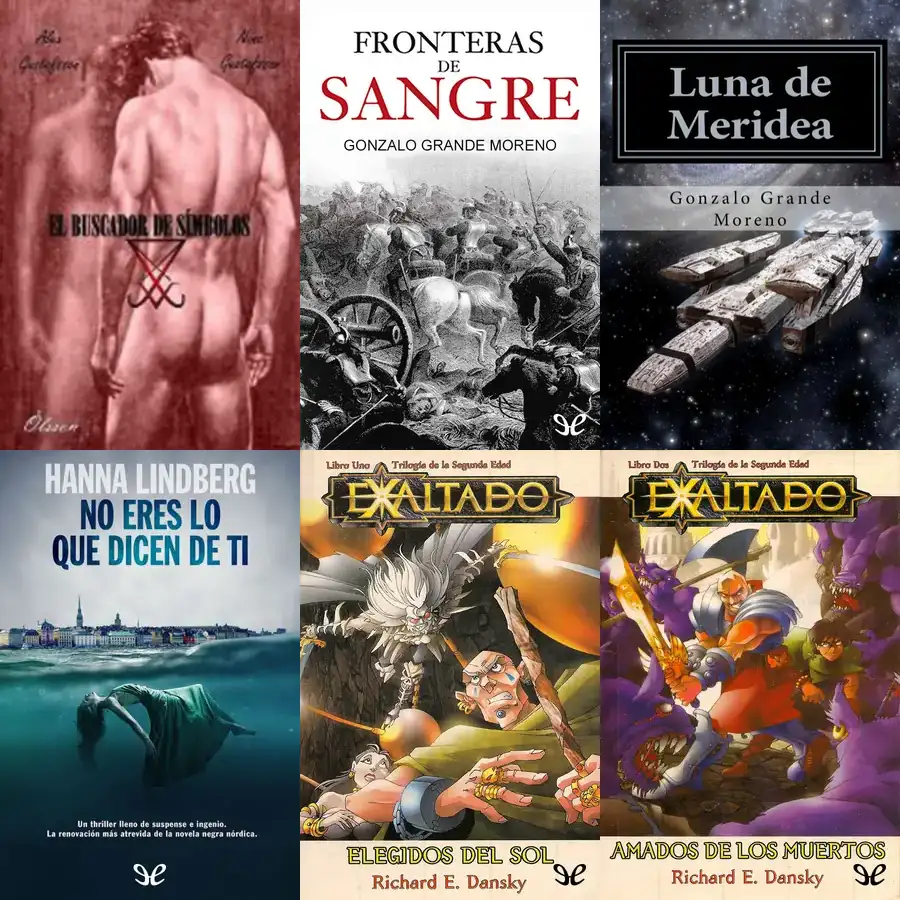 Álex
Gustafsson
Noec
Gustafsson
EL BUSCADOR DE SÍMBOLOS
Ólsson
FRONTERAS
DE
SANGRE
GONZALO GRANDE MORENO
Luna de
Meridea
Gonzalo Grande
Moreno
HANNA LINDBERG
NO ERES LO
QUE DICEN DE TI
Un thriller lleno de suspense e ingenio.
La renovación más atrevida de la novela negra nórdica.
Libro Uno Trilogía de la Segunda Edad
EXALTADO
ELEGIDOS DEL SOL
Richard E. Dansky
Libro Dos Trilogía de la Segunda Edad
EXALTADO
AMADOS DE LOS MUERTOS
Richard E. Dansky